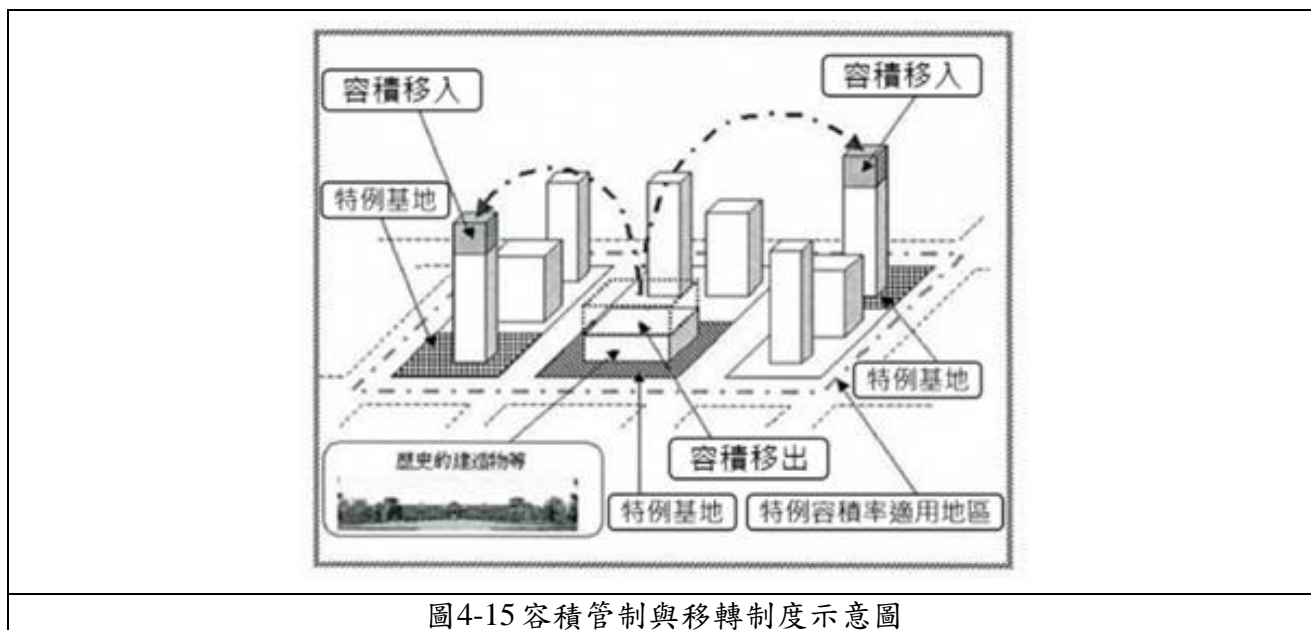 容積移入
容積移入
特例基地
特例基地
歷史的建造物等
容積移出
特例基地
特例容積率適用地區
圖4-15 容積管制與移轉制度示意圖